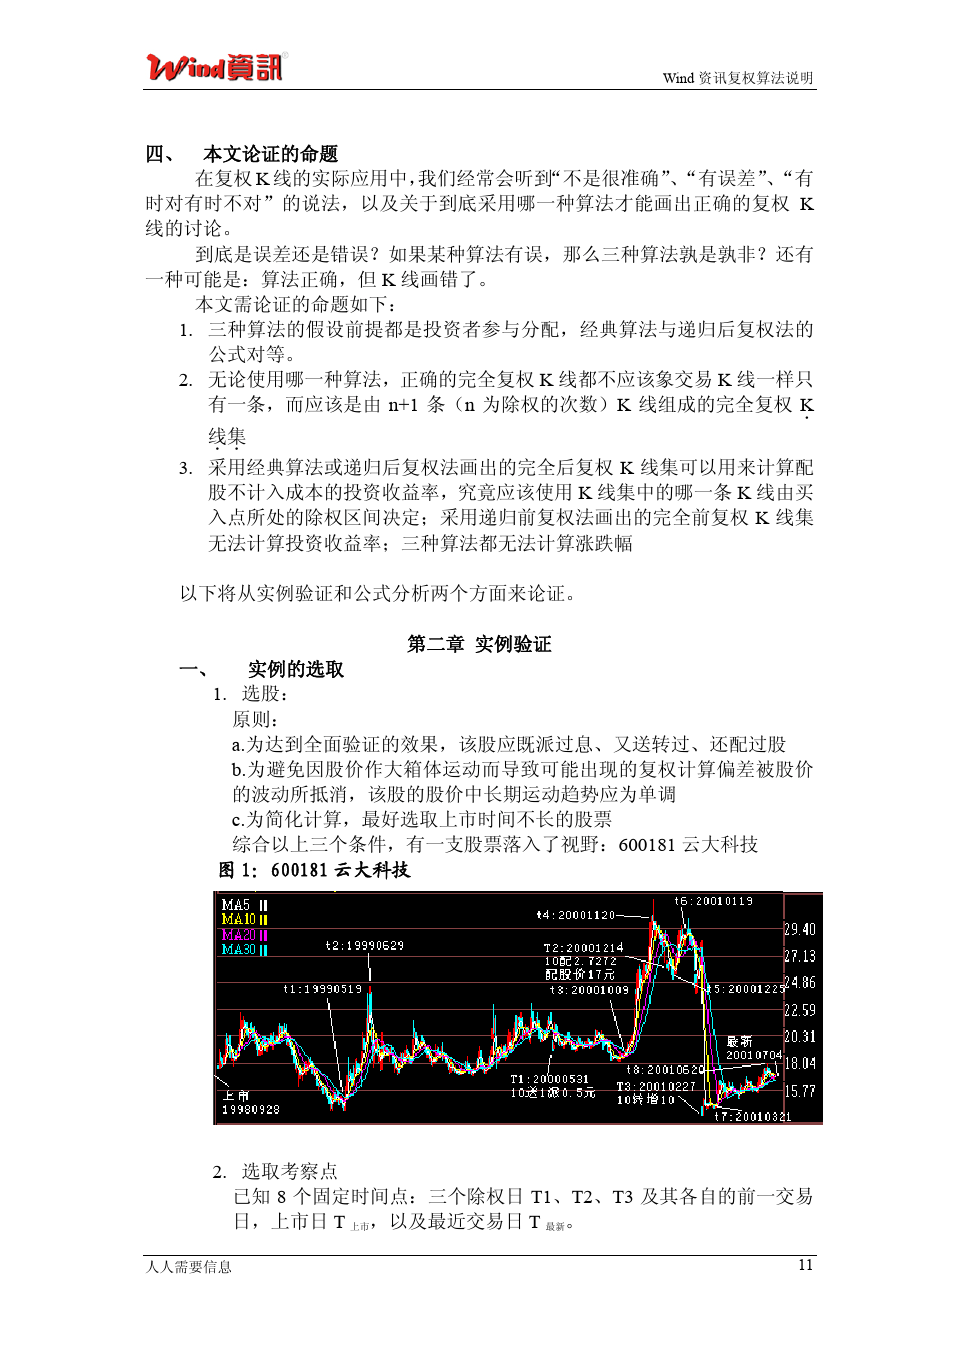 Wind資訊
Wind 资讯复权算法说明
四、 本文论证的命题
在复权 K 线的实际应用中，我们经常会听到“不是很准确”、“有误差”、“有
时对有时不对”的说法，以及关于到底采用哪一种算法才能画出正确的复权 K
线的讨论。
到底是误差还是错误？如果某种算法有误，那么三种算法孰是孰非？还有
一种可能是：算法正确，但 K 线画错了。
本文需论证的命题如下：
1. 三种算法的假设前提都是投资者参与分配，经典算法与递归后复权法的
公式对等。
2. 无论使用哪一种算法，正确的完全复权 K 线都不应该象交易 K 线一样只
有一条，而应该是由 n+1 条（n 为除权的次数）K 线组成的完全复权 K
线集
3. 采用经典算法或递归后复权法画出的完全后复权 K 线集可以用来计算配
股不计入成本的投资收益率，究竟应该使用 K 线集中的哪一条 K 线由买
入点所处的除权区间决定；采用递归前复权法画出的完全前复权 K 线集
无法计算投资收益率；三种算法都无法计算涨跌幅
以下将从实例验证和公式分析两个方面来论证。
第二章 实例验证
一、 实例的选取
1. 选股：
原则：
a.为达到全面验证的效果，该股应既派过息、又送转过、还配过股
b.为避免因股价作大箱体运动而导致可能出现的复权计算偏差被股价
的波动所抵消，该股的股价中长期运动趋势应为单调
c.为简化计算，最好选取上市时间不长的股票
综合以上三个条件，有一支股票落入了视野：600181 云大科技
图 1：600181 云大科技
MA5
MA10
MA20
MA30
t6:20010119
t4:20001120
29.40
t2:19990629
T2:20001214
10配2.7272
配股价17元
27.13
t1:19990519
t3:20001009
t5:20001225
24.86
22.59
20.31
最新
20010704
18.04
t8:20010620
T1:20000531
10送1派0.5元
T3:20010227
10转增10
15.77
上市
19980928
t7:20010321
2. 选取考察点
已知 8 个固定时间点：三个除权日 T1、T2、T3 及其各自的前一交易
日，上市日 T 上市，以及最近交易日 T 最新。
人人需要信息
11